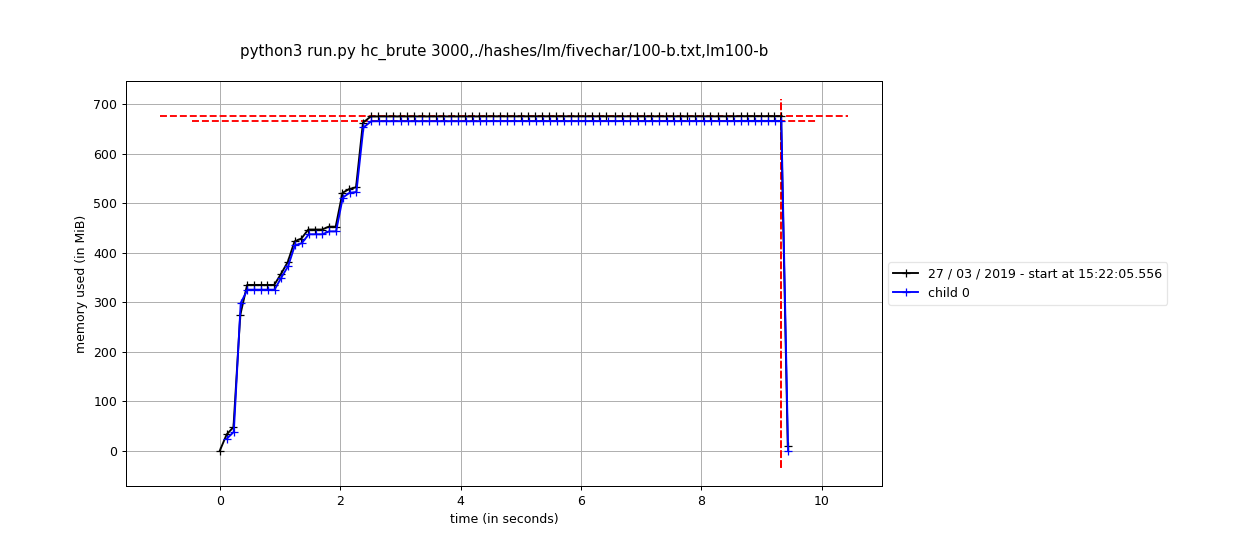 python3 run.py hc_brute 3000,./hashes/lm/fivechar/100-b.txt,lm100-b
memory used (in MiB)
700
600
500
400
300
200
100
0
0 2 4 6 8 10
time (in seconds)
27 / 03 / 2019 - start at 15:22:05.556
child 0